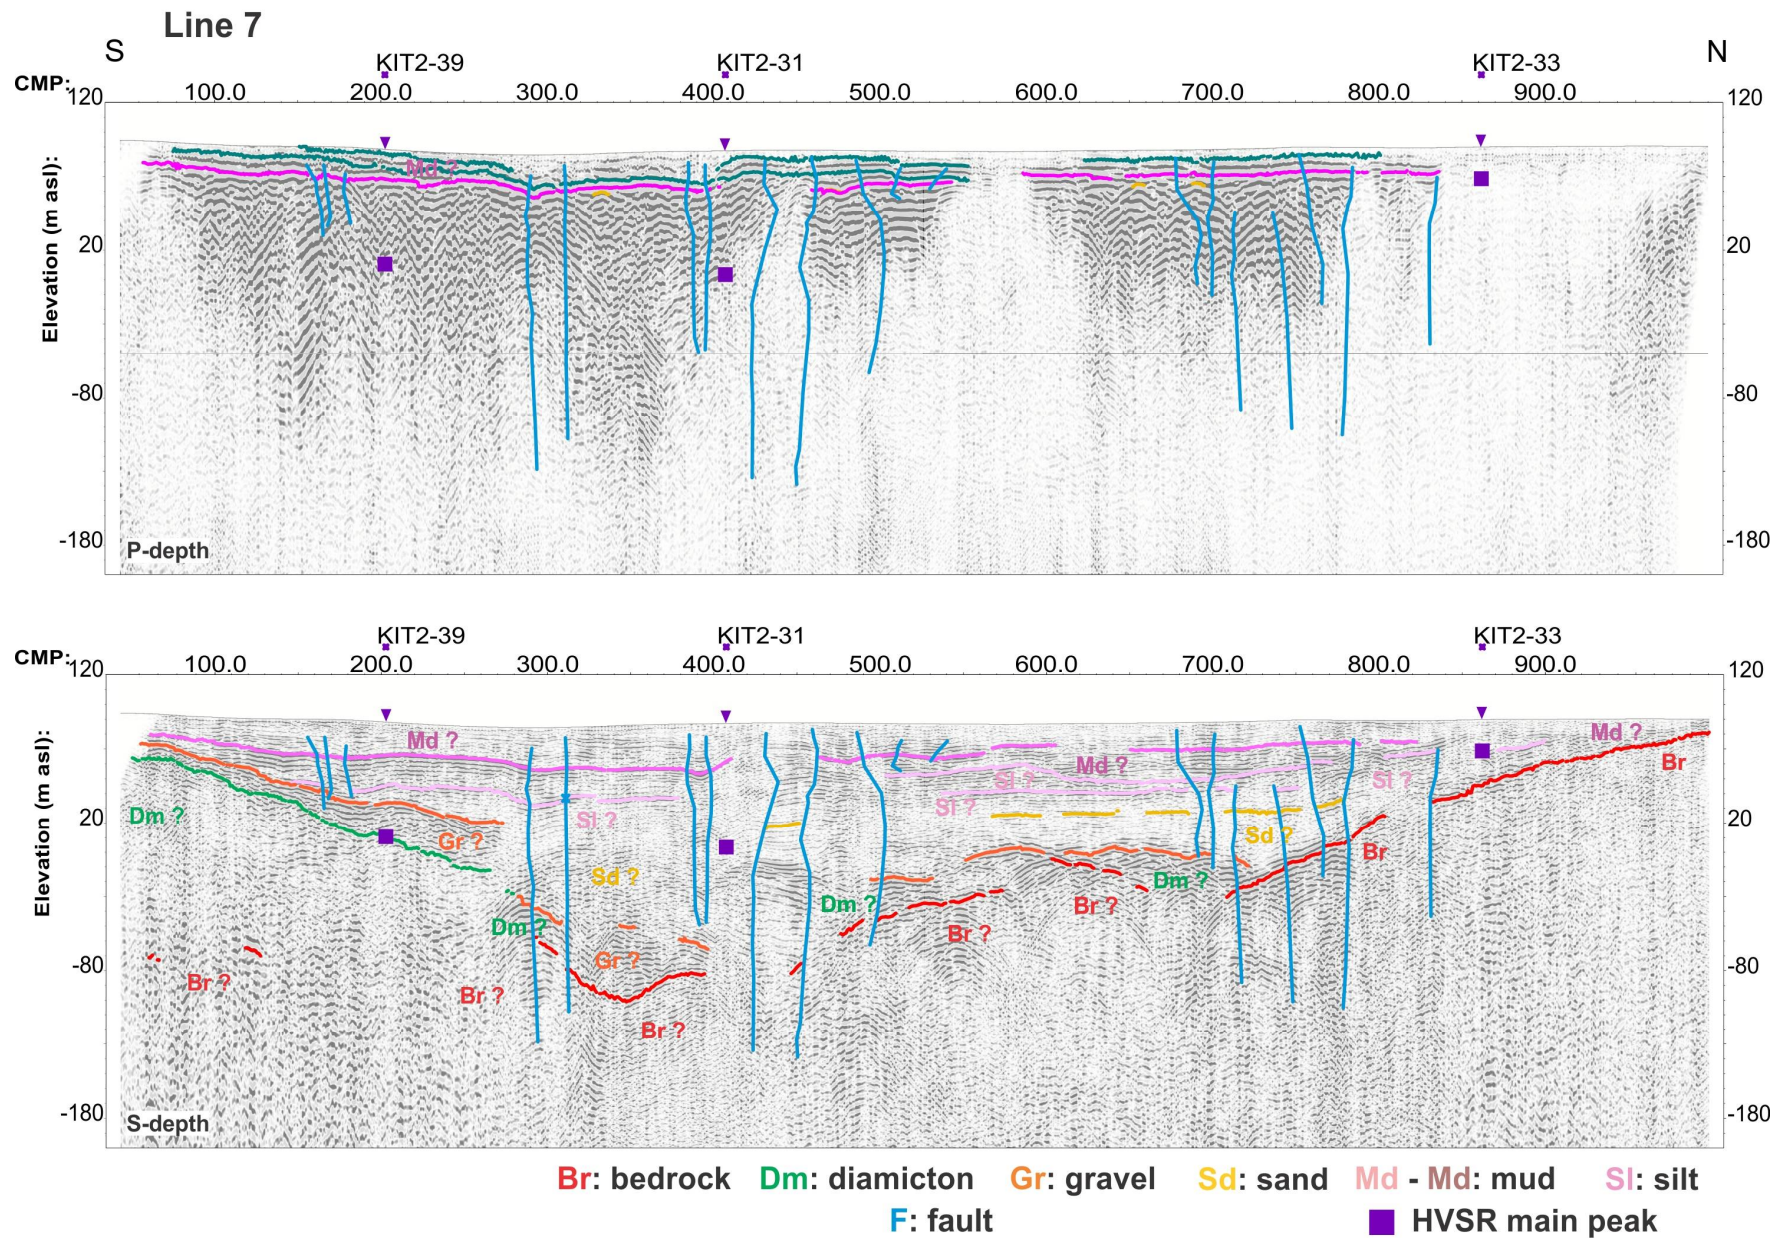 Line 7
S N
KIT2-39 KIT2-31 KIT2-33
CMP: 100.0 200.0 300.0 400.0 500.0 600.0 700.0 800.0 900.0
120 120
Md ?
20 20
Elevation (m asl):
-80 -80
-180 -180
P-depth
KIT2-39 KIT2-31 KIT2-33
CMP: 100.0 200.0 300.0 400.0 500.0 600.0 700.0 800.0 900.0
120 120
Md ? Md ? Md ?
Br
Sl ? Sl ?
Sl ? Sl ?
Dm ? 20 20
Gr ? Sd ? Br
Elevation (m asl):
Sd ? Dm ?
Dm ? Br ?
Dm ? Br ?
Gr ?
-80 -80
Br ? Br ?
Br ?
-180 -180
S-depth
Br: bedrock Dm: diamicton Gr: gravel Sd: sand Md - Md: mud Sl: silt
F: fault HVSR main peak